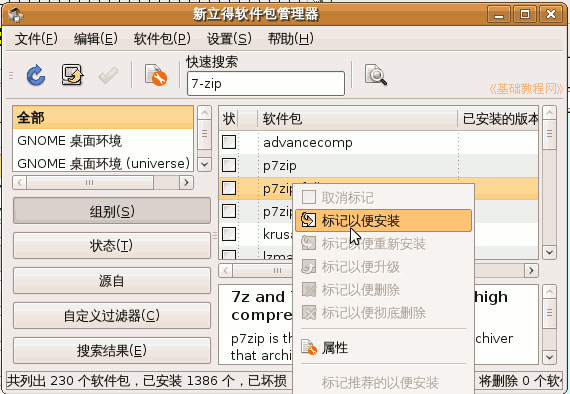 新立得软件包管理器
文件(F) 编辑(E) 软件包(P) 设置(S) 帮助(H)
快速搜索
7-zip
《基础教程网》
全部
GNOME 桌面环境
GNOME 桌面环境 (universe)
组别(S)
状态(T)
源自
自定义过滤器(C)
搜索结果(E)
状 软件包 已安装的版本
advancecomp
p7zip
p7zip
p7zi
krusa
lzma
取消标记
标记以便安装
标记以便重新安装
标记以便升级
标记以便删除
标记以便彻底删除
属性
标记推荐的以便安装
7z and high
compre
p7zip is th chiver
that archi
共列出 230 个软件包，已安装 1386 个，已坏损 将删除 0 个软